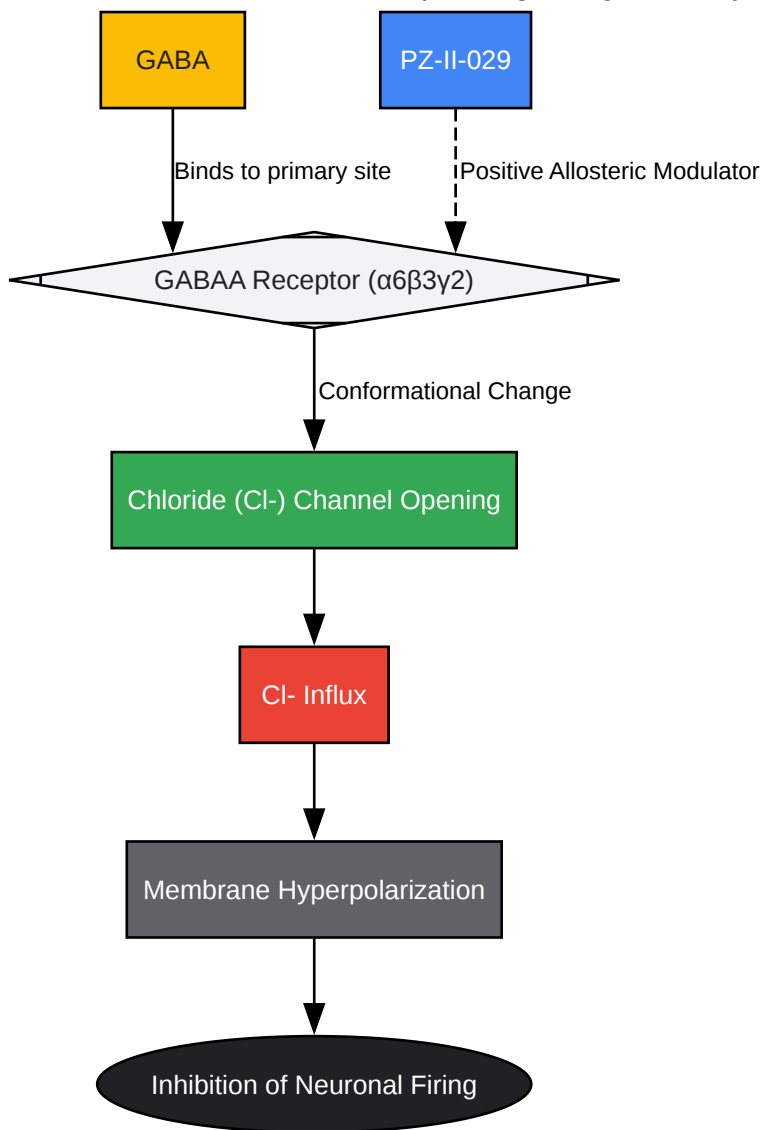 GABA
PZ-II-029
Binds to primary site
Positive Allosteric Modulator
GABAA Receptor (α6β3γ2)
Conformational Change
Chloride (Cl-) Channel Opening
Cl- Influx
Membrane Hyperpolarization
Inhibition of Neuronal Firing